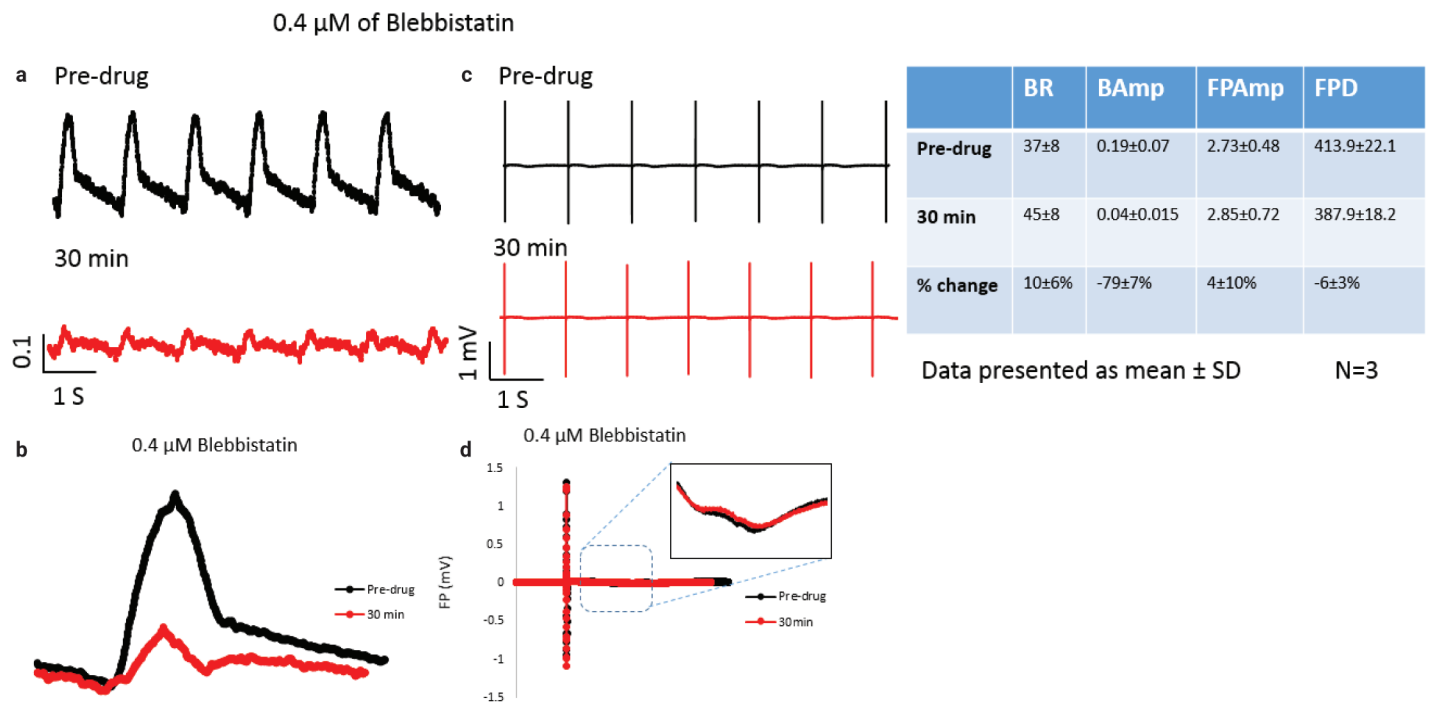 0.4 µM of Blebbistatin
a Pre-drug
30 min
0.1
1 S
c Pre-drug
30 min
1 mV
1 S
BR BAmp FPAmp FPD
Pre-drug 37±8 0.19±0.07 2.73±0.48 413.9±22.1
30 min 45±8 0.04±0.015 2.85±0.72 387.9±18.2
% change 10±6% -79±7% 4±10% -6±3%
Data presented as mean ± SD N=3
b 0.4 µM Blebbistatin
Pre-drug
30 min
d 0.4 µM Blebbistatin
FP (mV)
1.5
1
0.5
0
-0.5
-1
-1.5
Pre-drug
30min